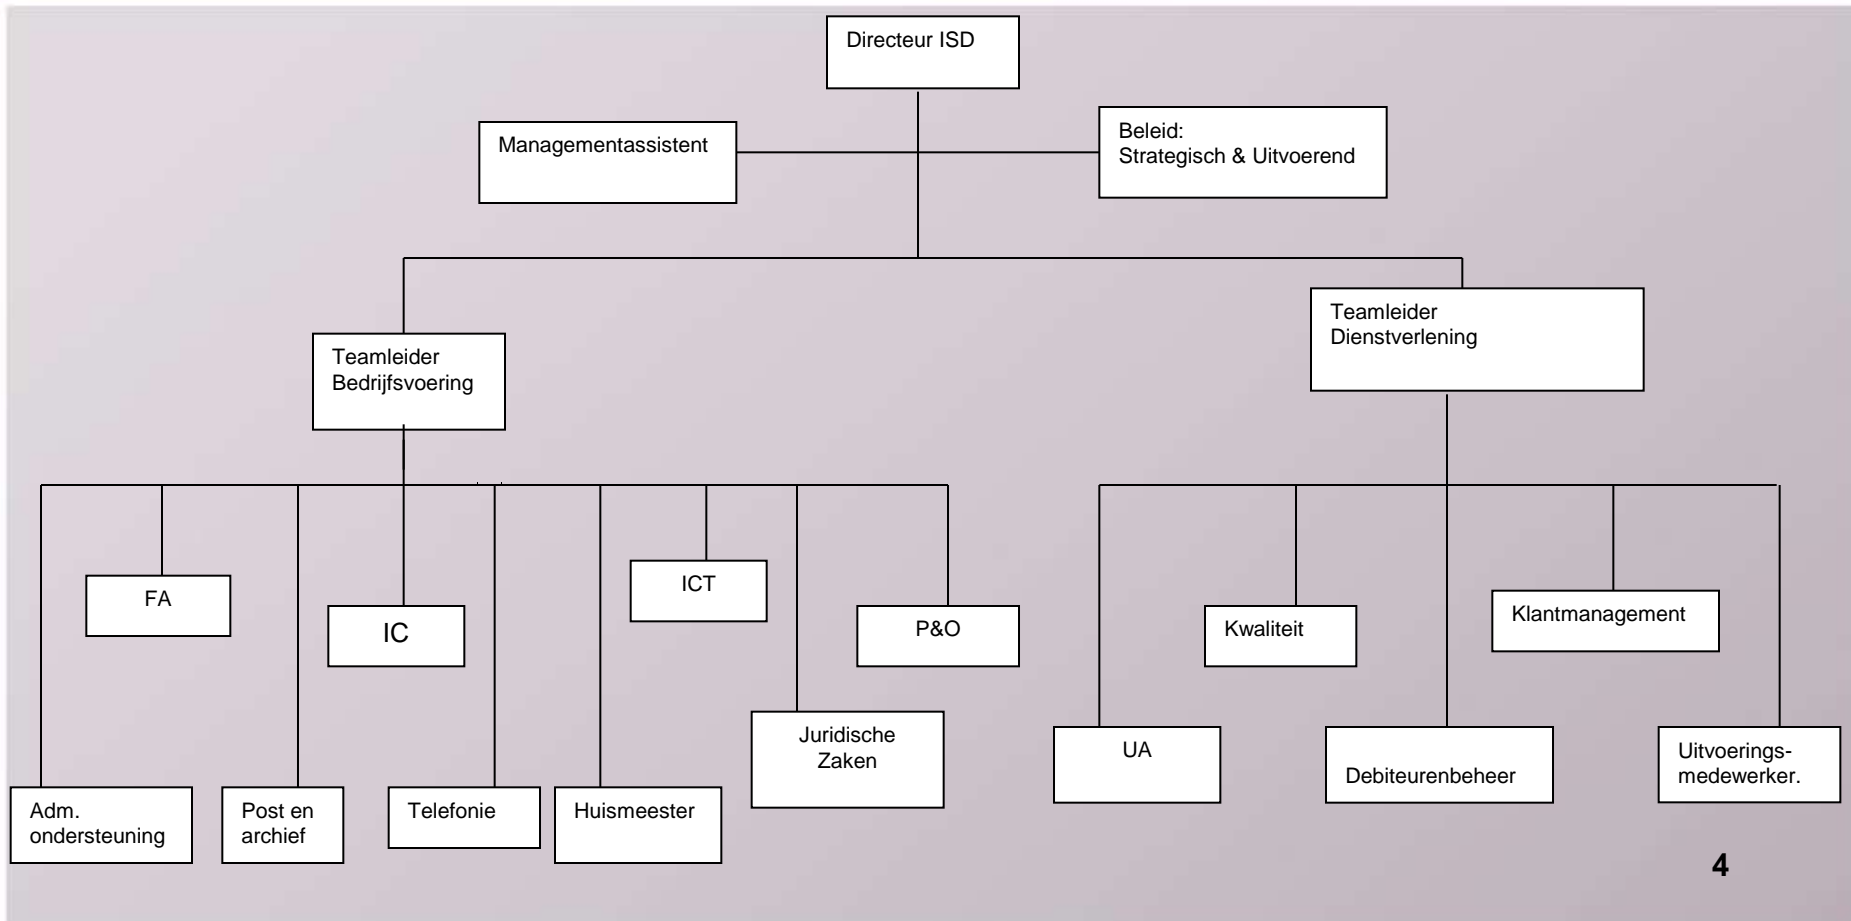 Directeur ISD
Managementassistent
Beleid:
Strategisch & Uitvoerend
Teamleider
Bedrijfsvoering
Teamleider
Dienstverlening
FA
IC
ICT
P&O
Kwaliteit
Klantmanagement
Juridische
Zaken
UA
Debiteurenbeheer
Uitvoerings-
medewerker.
Adm.
ondersteuning
Post en
archief
Telefonie
Huismeester
4